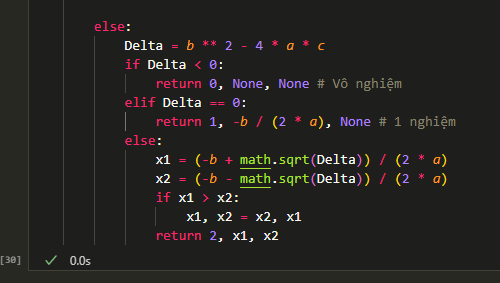 else:
Delta = b ** 2 - 4 * a * c
if Delta < 0:
return 0, None, None # Vô nghiệm
elif Delta == 0:
return 1, -b / (2 * a), None # 1 nghiệm
else:
x1 = (-b + math.sqrt(Delta)) / (2 * a)
x2 = (-b - math.sqrt(Delta)) / (2 * a)
if x1 > x2:
x1, x2 = x2, x1
return 2, x1, x2
[30] ✓ 0.0s